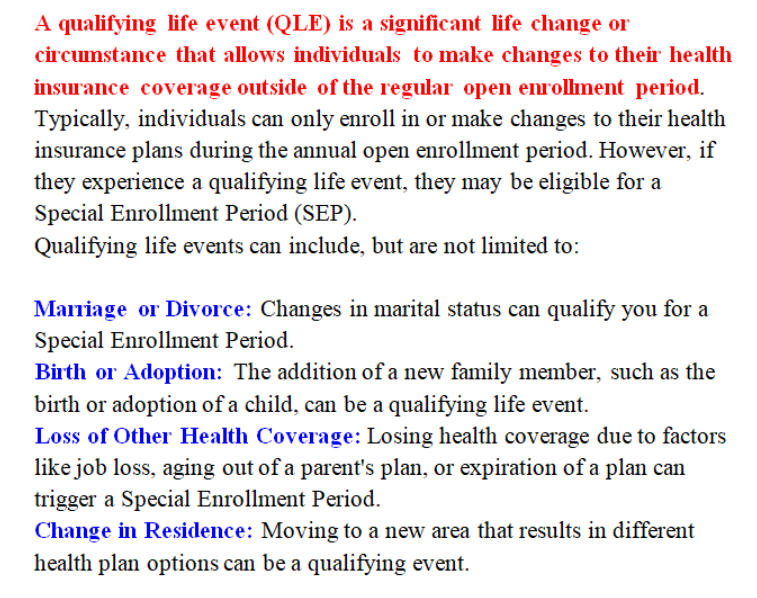 A qualifying life event (QLE) is a significant life change or
circumstance that allows individuals to make changes to their health
insurance coverage outside of the regular open enrollment period.
Typically, individuals can only enroll in or make changes to their health
insurance plans during the annual open enrollment period. However, if
they experience a qualifying life event, they may be eligible for a
Special Enrollment Period (SEP).
Qualifying life events can include, but are not limited to:
Marriage or Divorce: Changes in marital status can qualify you for a
Special Enrollment Period.
Birth or Adoption: The addition of a new family member, such as the
birth or adoption of a child, can be a qualifying life event.
Loss of Other Health Coverage: Losing health coverage due to factors
like job loss, aging out of a parent's plan, or expiration of a plan can
trigger a Special Enrollment Period.
Change in Residence: Moving to a new area that results in different
health plan options can be a qualifying event.